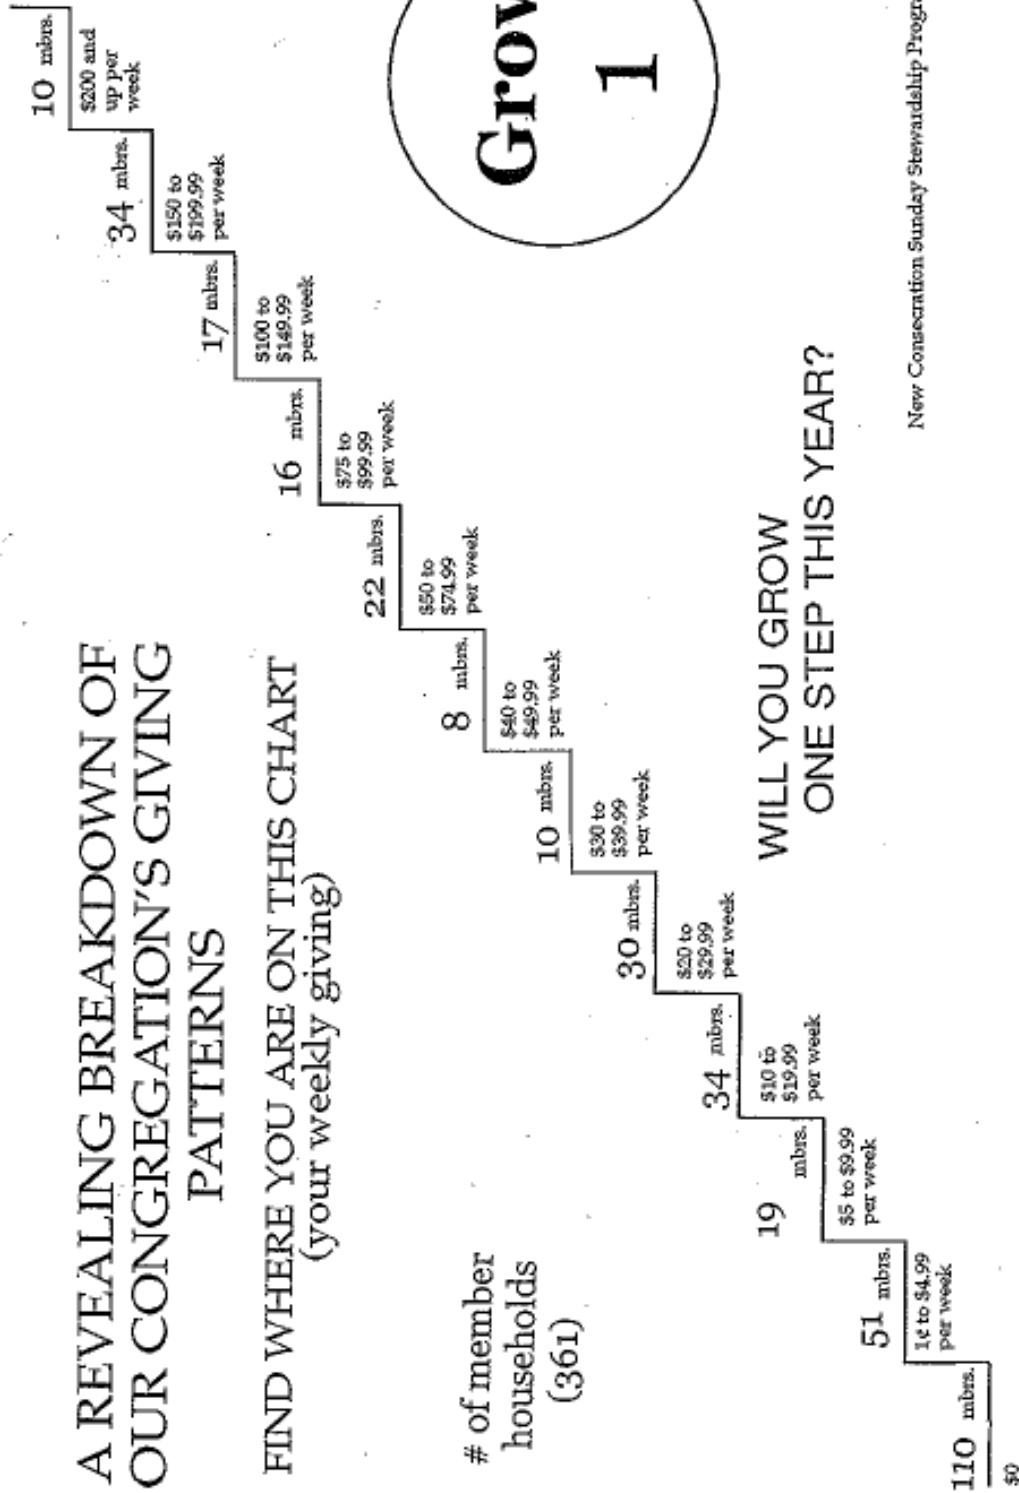 A REVEALING BREAKDOWN OF
OUR CONGREGATION'S GIVING
PATTERNS
FIND WHERE YOU ARE ON THIS CHART
(your weekly giving)
# of member
households
(361)
110 mbrs.
$0
51 mbrs.
1¢ to $4.99
per week
19 mbrs.
$5 to $9.99
per week
34 mbrs.
$10 to
$19.99
per week
30 mbrs.
$20 to
$29.99
per week
10 mbrs.
$30 to
$39.99
per week
8 mbrs.
$40 to
$49.99
per week
22 mbrs.
$50 to
$74.99
per week
16 mbrs.
$75 to
$99.99
per week
17 mbrs.
$100 to
$149.99
per week
34 mbrs.
$150 to
$199.99
per week
10 mbrs.
$200 and
up per
week
Grow
1
WILL YOU GROW
ONE STEP THIS YEAR?
New Consecration Sunday Stewardship